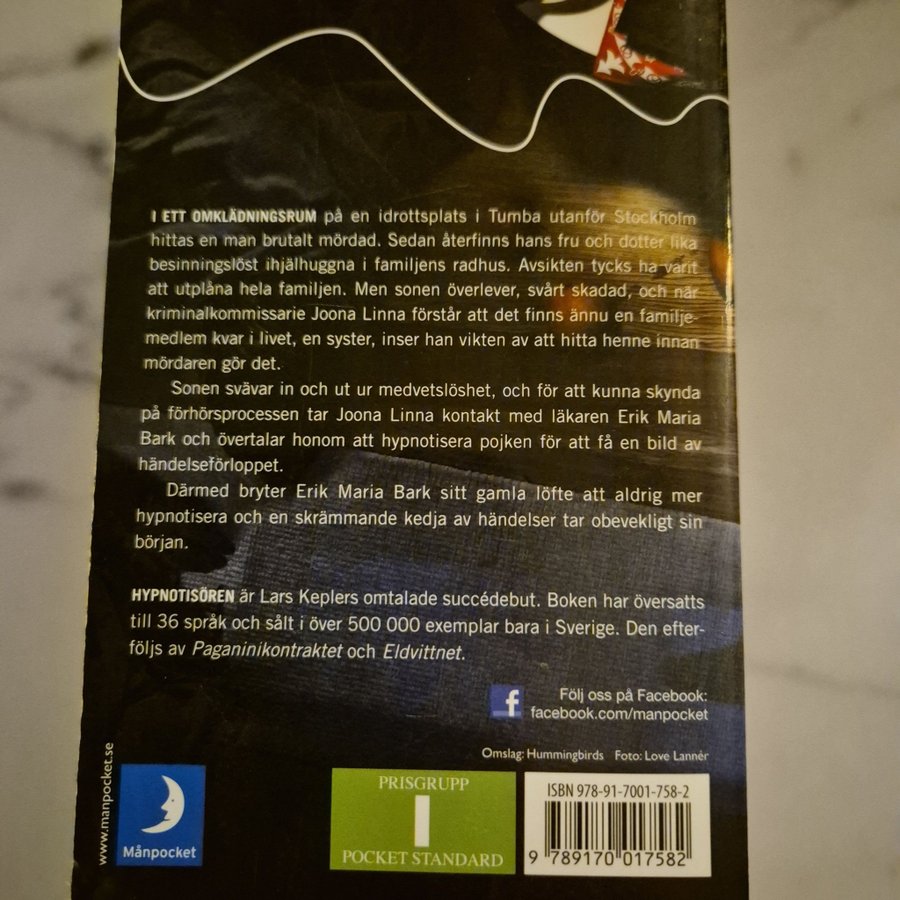 I ETT OMKLÄDNINGSRUM på en idrottsplats i Tumba utanför Stockholm
hittas en man brutalt mördad. Sedan återfinns hans fru och dotter lika
besinningslöst ihjälhuggna i familjens radhus. Avsikten tycks ha varit
att utplåna hela familjen. Men sonen överlever, svårt skadad, och när
kriminalkommissarie Joona Linna förstår att det finns ännu en familje-
medlem kvar i livet, en syster, inser han vikten av att hitta henne innan
mördaren gör det.
Sonen svävar in och ut ur medvetslöshet, och för att kunna skynda
på förhörsprocessen tar Joona Linna kontakt med läkaren Erik Maria
Bark och övertalar honom att hypnotisera pojken för att få en bild av
händelseförloppet.
Därmed bryter Erik Maria Bark sitt gamla löfte att aldrig mer
hypnotisera och en skrämmande kedja av händelser tar obevekligt sin
början.
HYPNOTISÖREN är Lars Keplers omtalade succédebut. Boken har översatts
till 36 språk och sålt i över 500 000 exemplar bara i Sverige. Den efter-
följs av Paganinikontraktet och Eldvittnet.
f
Följ oss på Facebook:
facebook.com/manpocket
Omslag: Hummingbirds Foto: Love Lannér
www.manpocket.se
Månpocket
PRISGRUPP
1
POCKET STANDARD
ISBN 978-91-7001-758-2
9 789170 017582